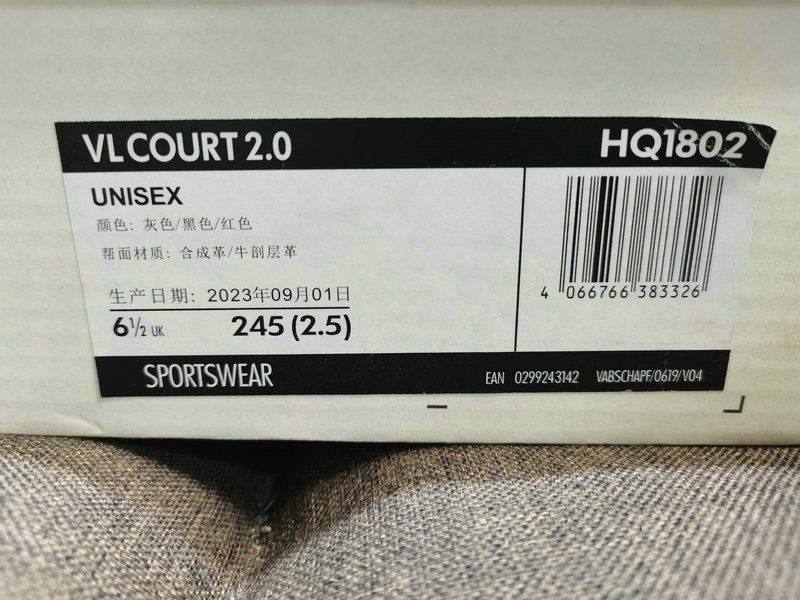 VL COURT 2.0
HQ1802
UNISEX
颜色: 灰色/黑色/红色
帮面材质: 合成革/牛剖层革
生产日期: 2023年09月01日
6½ UK 245 (2.5)
4 066766 383326
SPORTSWEAR
EAN 0299243142 VABSCHAPF/0619/V04